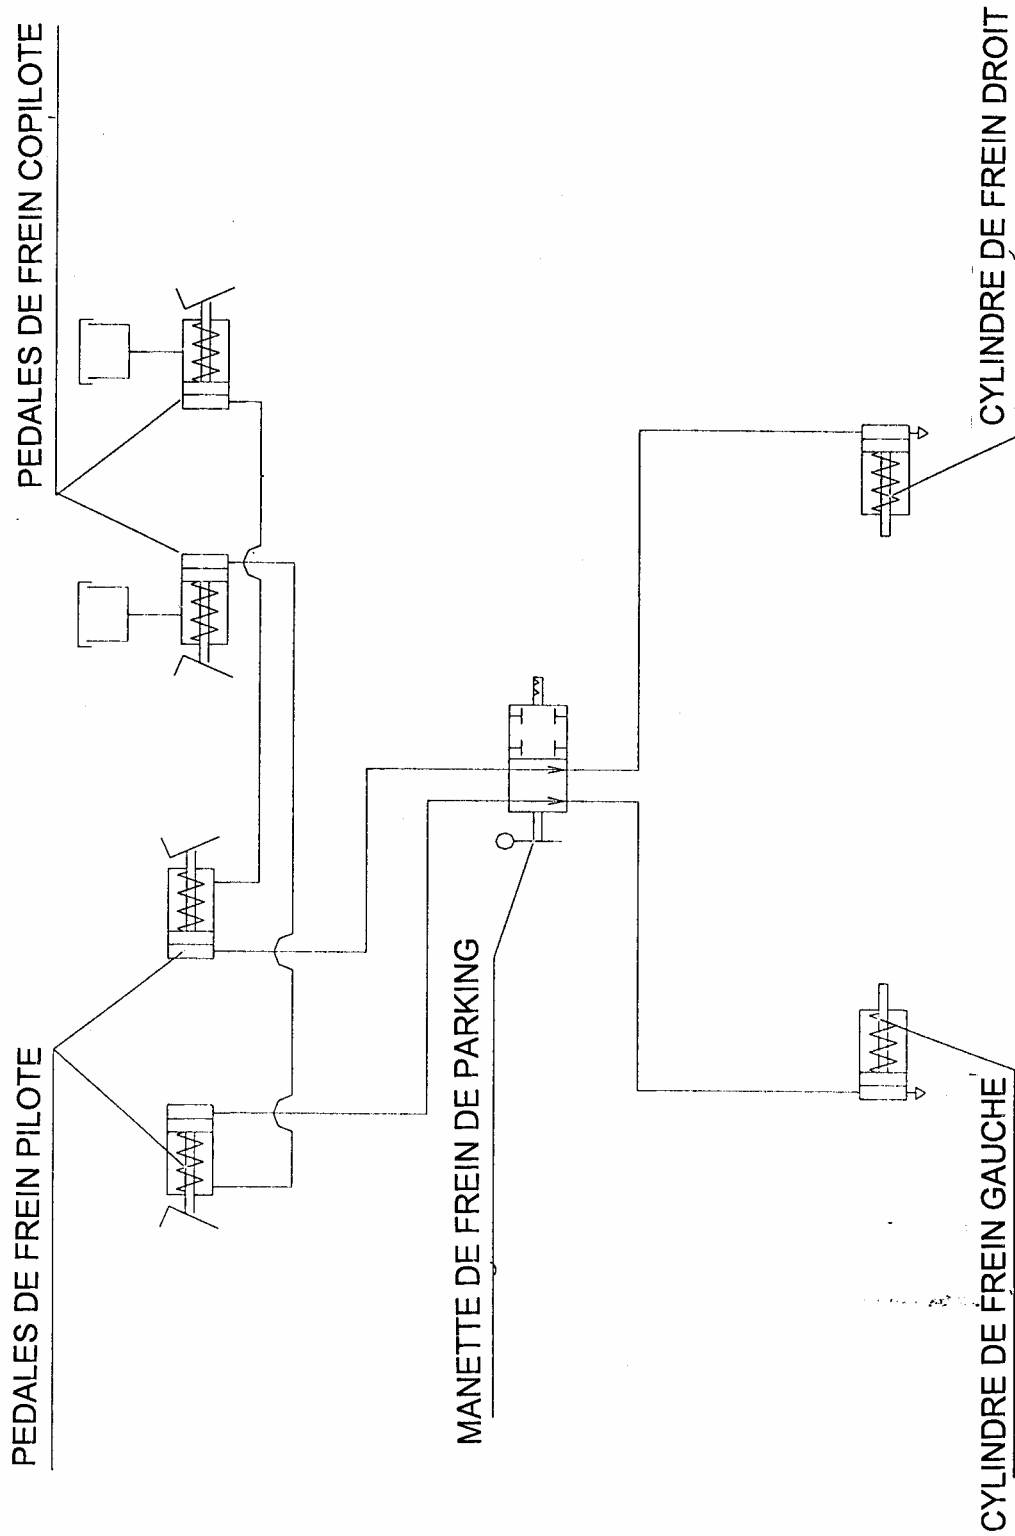 PEDALES DE FREIN PILOTE
PEDALES DE FREIN COPILOTE
MANETTE DE FREIN DE PARKING
CYLINDRE DE FREIN GAUCHE
CYLINDRE DE FREIN DROIT